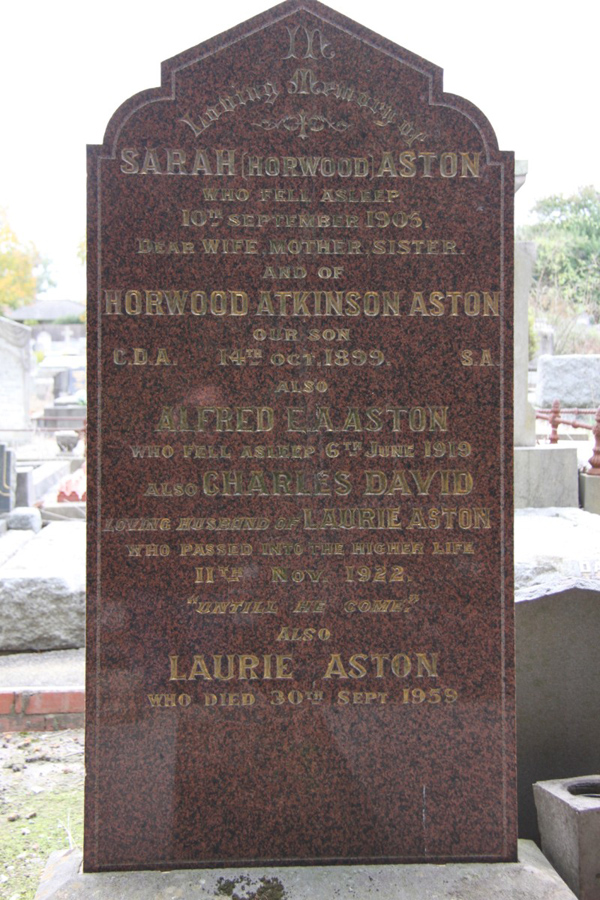 In
Loving Memory of
SARAH (HORWOOD) ASTON
WHO FELL ASLEEP
10TH SEPTEMBER 1905.
DEAR WIFE, MOTHER, SISTER.
AND OF
HORWOOD ATKINSON ASTON
OUR SON
C.D.A. 14TH OCT. 1899. S.A.
ALSO
ALFRED E.A. ASTON
WHO FELL ASLEEP 6TH JUNE 1919
ALSO CHARLES DAVID
LOVING HUSBAND OF LAURIE ASTON
WHO PASSED INTO THE HIGHER LIFE
11TH NOV. 1922.
"UNTILL HE COME."
ALSO
LAURIE ASTON
WHO DIED 30TH SEPT. 1959